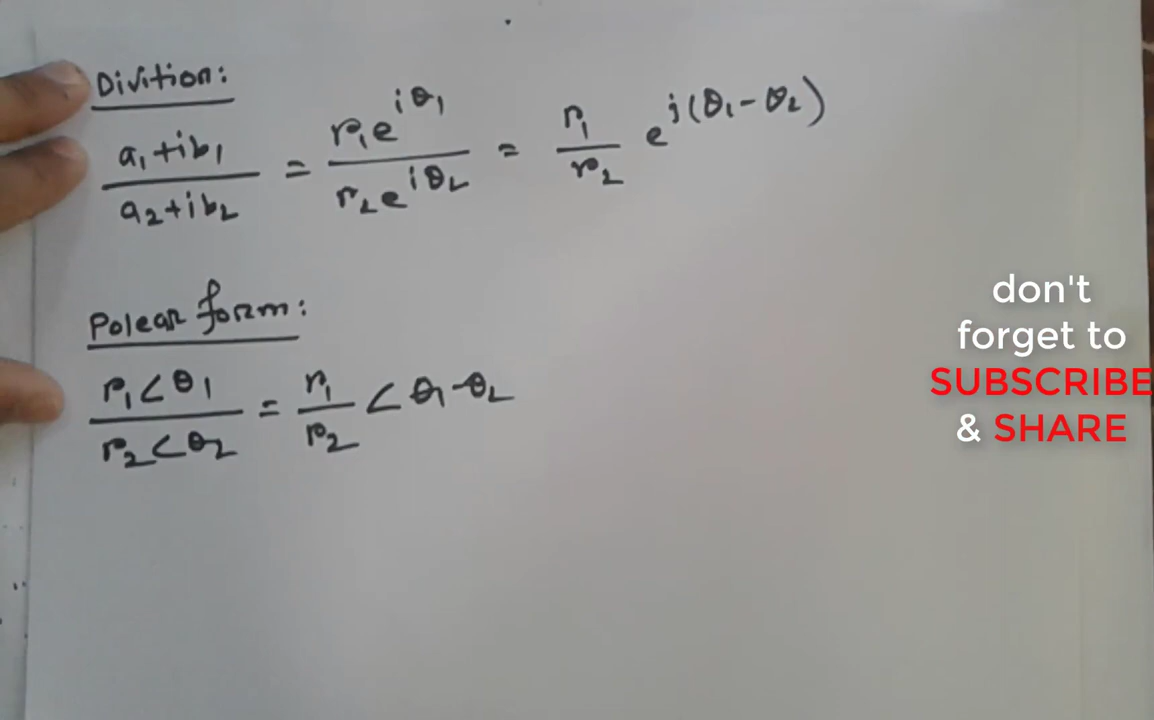 Divition:
a₁+ib₁/a₂+ib₂ = r₁e^iθ₁/r₂e^iθ₂ = r₁/r₂ e^j(θ₁-θ₂)
Polear form:
r₁<θ₁/r₂<θ₂ = r₁/r₂ < θ₁-θ₂
don't
forget to
SUBSCRIBE
& SHARE